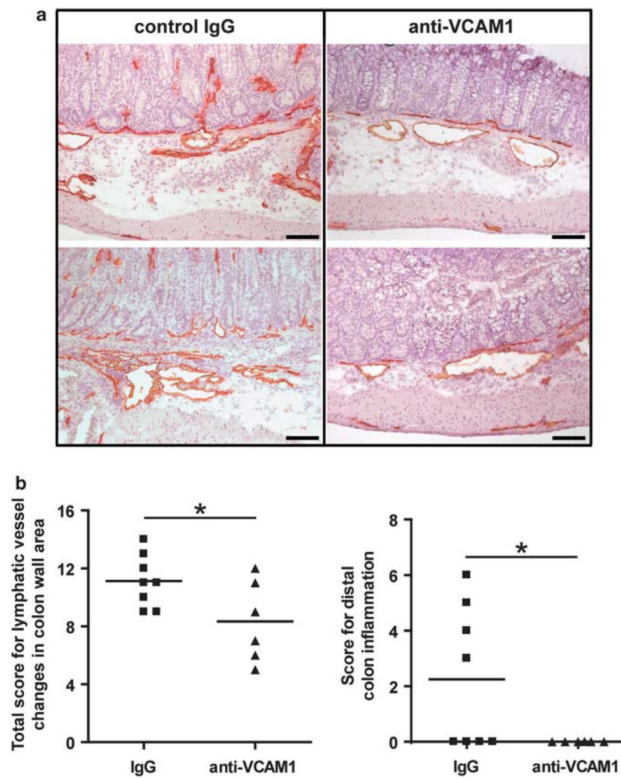 a
control IgG
anti-VCAM1
b
Total score for lymphatic vessel
changes in colon wall area
16
12
8
4
0
*
IgG
anti-VCAM1
Score for distal
colon inflammation
8
6
4
2
0
*
IgG
anti-VCAM1